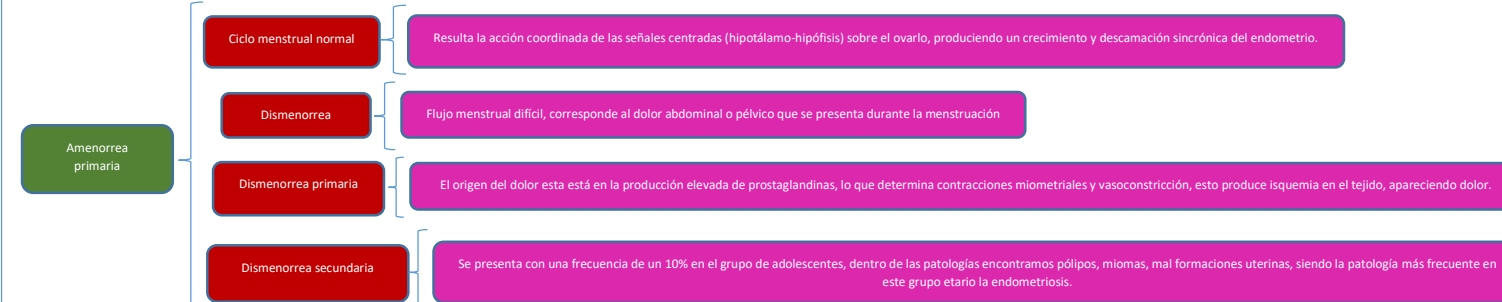 Amenorrea
primaria
Ciclo menstrual normal
Resulta la acción coordinada de las señales centradas (hipotálamo-hipófisis) sobre el ovarlo, produciendo un crecimiento y descamación sincrónica del endometrio.
Dismenorrea
Flujo menstrual difícil, corresponde al dolor abdominal o pélvico que se presenta durante la menstruación
Dismenorrea primaria
El origen del dolor esta está en la producción elevada de prostaglandinas, lo que determina contracciones miometriales y vasoconstricción, esto produce isquemia en el tejido, apareciendo dolor.
Dismenorrea secundaria
Se presenta con una frecuencia de un 10% en el grupo de adolescentes, dentro de las patologías encontramos pólipos, miomas, mal formaciones uterinas, siendo la patología más frecuente en
este grupo etario la endometriosis.